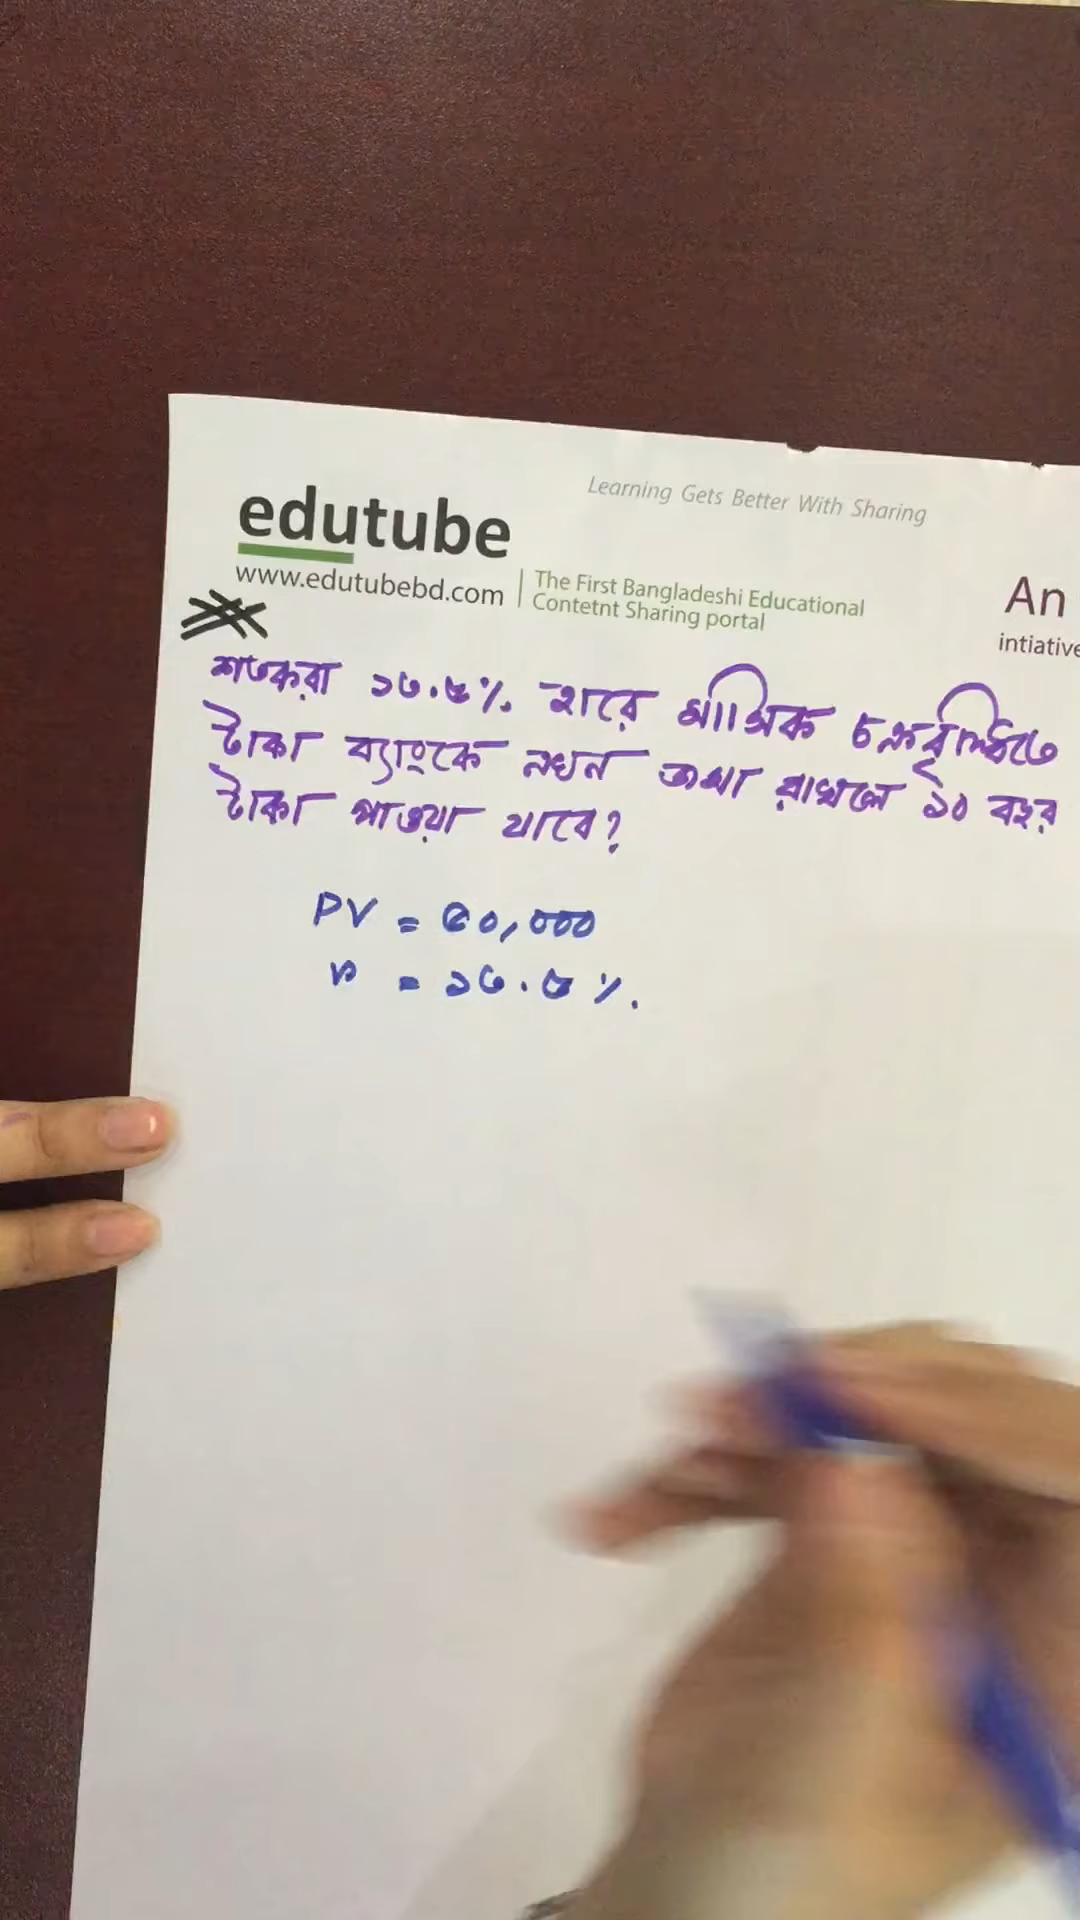 Learning Gets Better With Sharing
edutube
www.edutubebd.com
The First Bangladeshi Educational
Contetnt Sharing portal
An
intiative
শতকরা ১৩.৫% হারে মাসিক চক্রবৃদ্ধিতে
টাকা ব্যাংকে এখন জমা রাখলে ১০ বছর
টাকা পাওয়া যাবে?
PV = ৫০,০০০
r = ১৩.৫%.